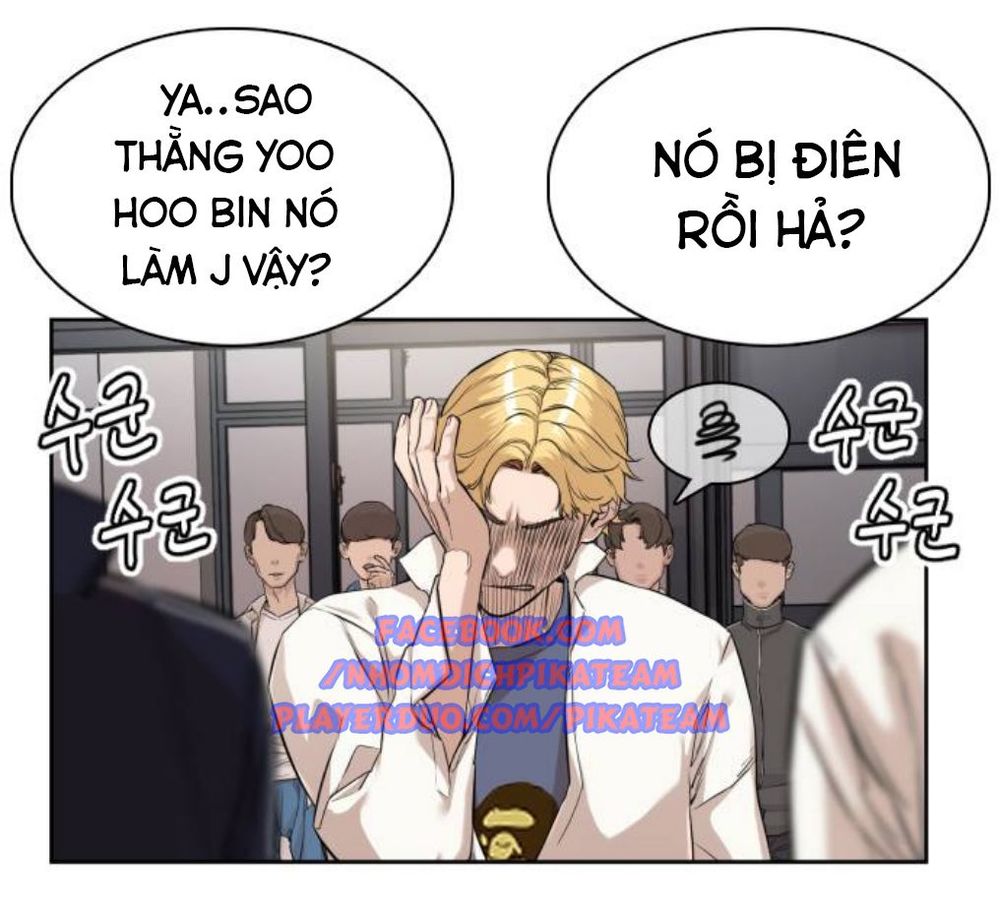 YA..SAO
THẰNG YOO
HOO BIN NÓ
LÀM J VẬY?
NÓ BỊ ĐIÊN
RỒI HẢ?
수군
수군
수군
수군
FACEBOOK.COM
/NHOMDICHPIKATEAM
PLAYERDUO.COM/PIKATEAM